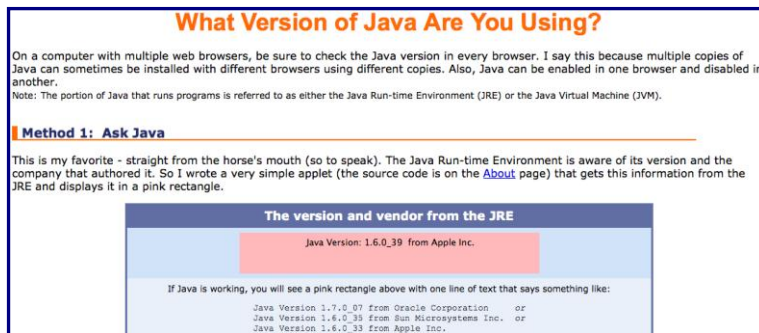 What Version of Java Are You Using?
On a computer with multiple web browsers, be sure to check the Java version in every browser. I say this because multiple copies of
Java can sometimes be installed with different browsers using different copies. Also, Java can be enabled in one browser and disabled in
another.
Note: The portion of Java that runs programs is referred to as either the Java Run-time Environment (JRE) or the Java Virtual Machine (JVM).
Method 1: Ask Java
This is my favorite - straight from the horse's mouth (so to speak). The Java Run-time Environment is aware of its version and the
company that authored it. So I wrote a very simple applet (the source code is on the About page) that gets this information from the
JRE and displays it in a pink rectangle.
The version and vendor from the JRE
Java Version: 1.6.0_39 from Apple Inc.
If Java is working, you will see a pink rectangle above with one line of text that says something like:
Java Version 1.7.0_07 from Oracle Corporation or
Java Version 1.6.0_35 from Sun Microsystems Inc. or
Java Version 1.6.0_33 from Apple Inc.